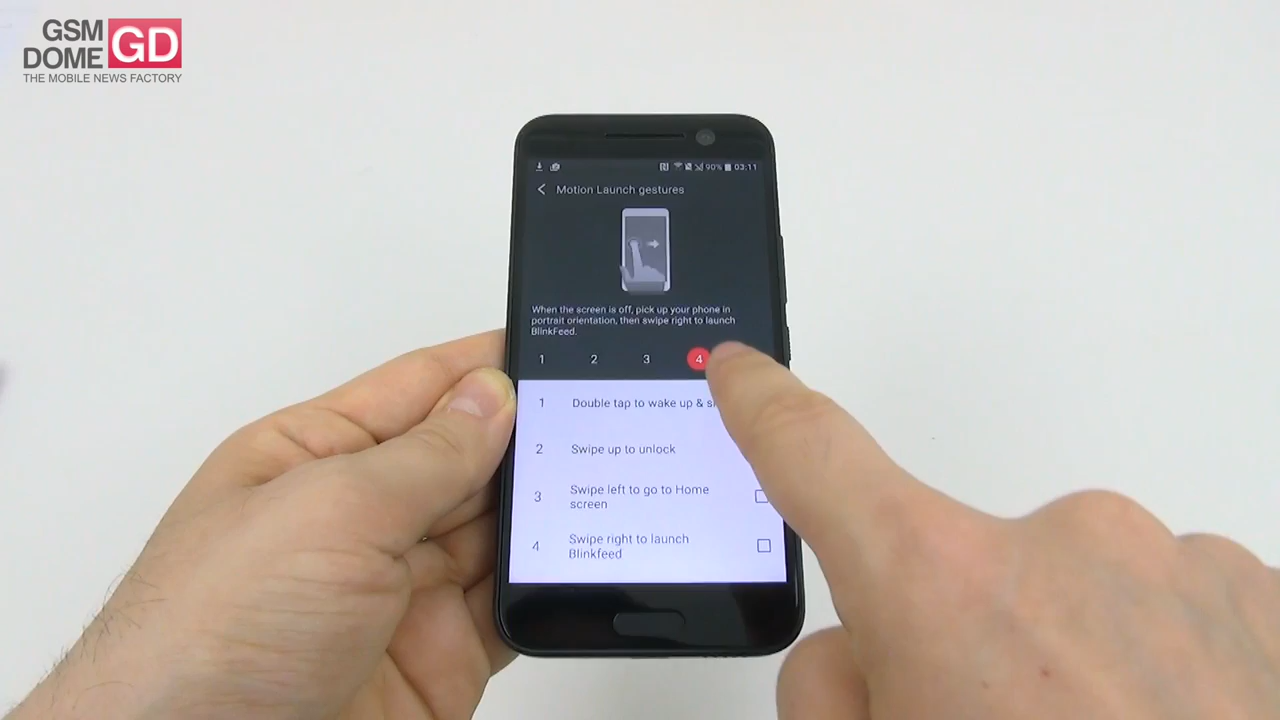 GSM
DOME GD
THE MOBILE NEWS FACTORY
90% 03:11
Motion Launch gestures
When the screen is off, pick up your phone in
portrait orientation, then swipe right to launch
BlinkFeed.
1 2 3 4
1 Double tap to wake up &
2 Swipe up to unlock
3 Swipe left to go to Home
screen
4 Swipe right to launch
Blinkfeed